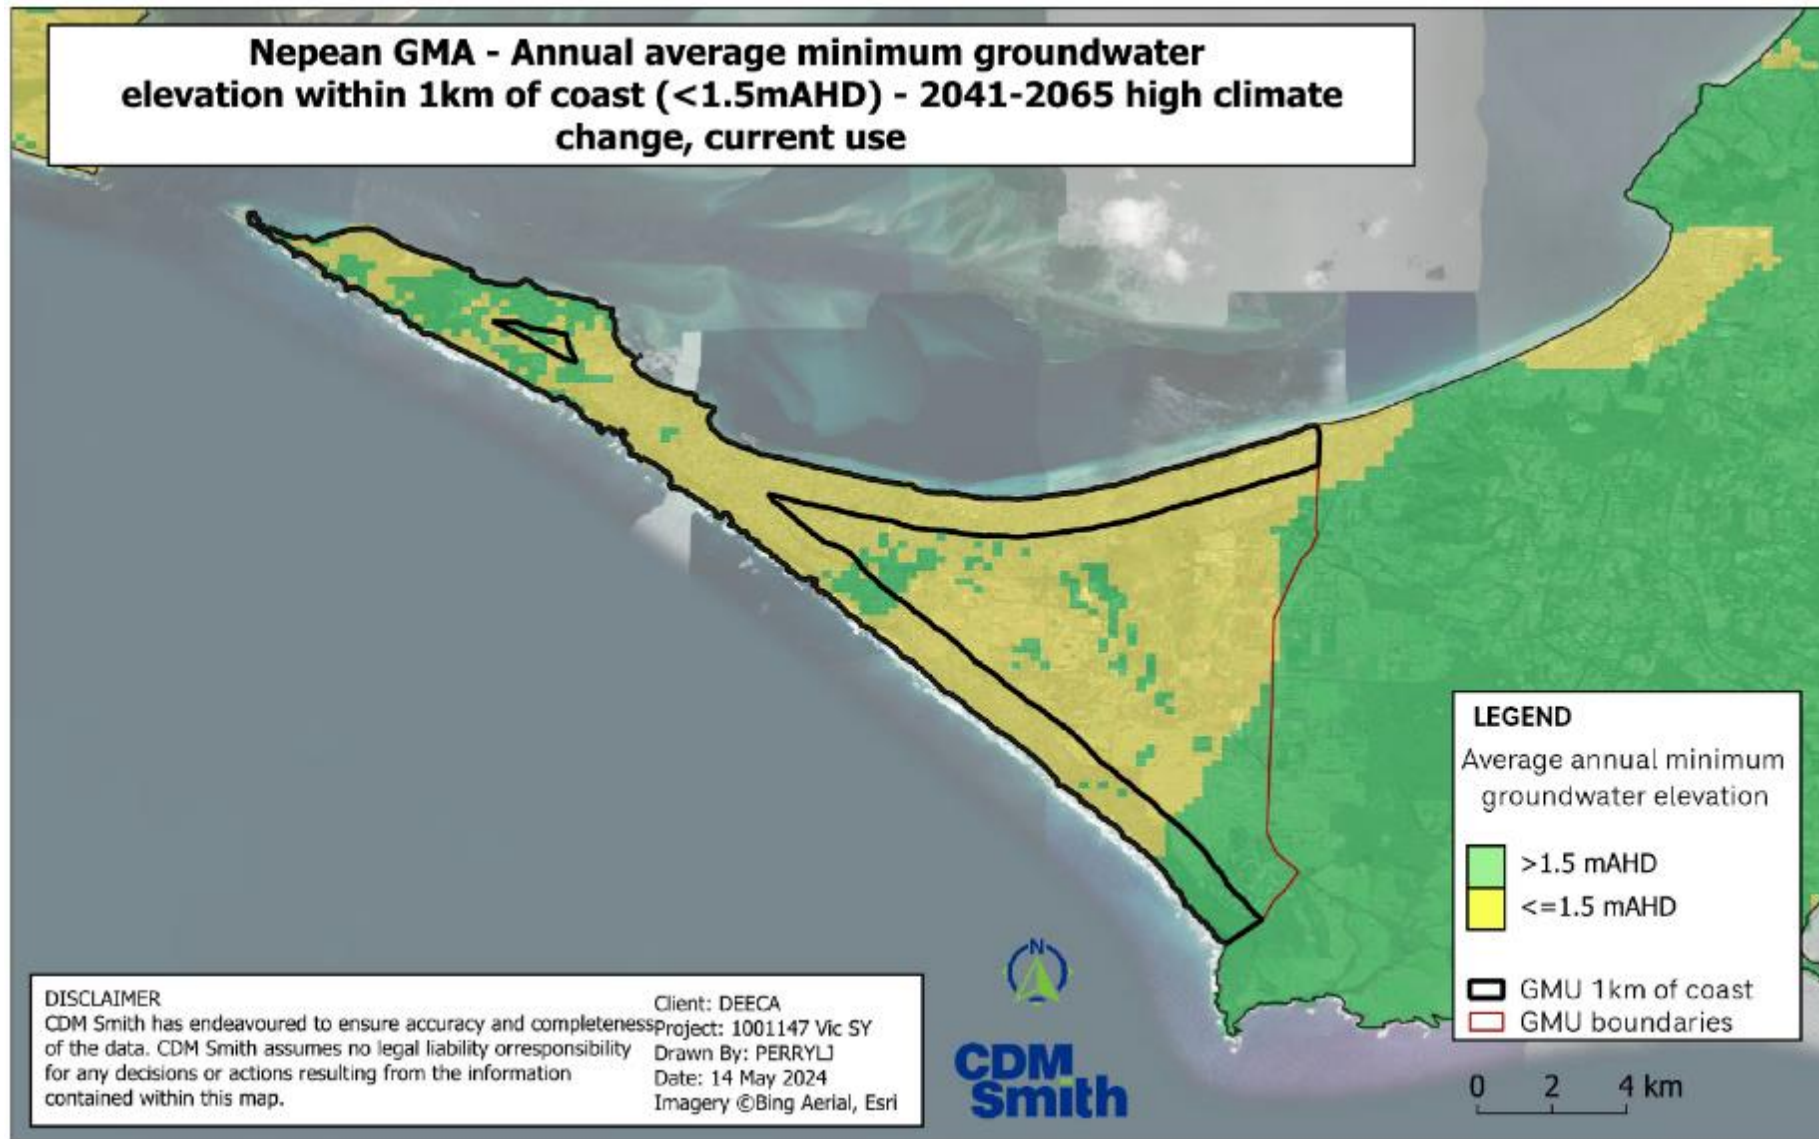 Nepean GMA - Annual average minimum groundwater
elevation within 1km of coast (<1.5mAHD) - 2041-2065 high climate
change, current use
LEGEND
Average annual minimum
groundwater elevation
>1.5 mAHD
<=1.5 mAHD
GMU 1km of coast
GMU boundaries
0 2 4 km
N
CDM
Smith
DISCLAIMER
CDM Smith has endeavoured to ensure accuracy and completeness
of the data. CDM Smith assumes no legal liability orresponsibility
for any decisions or actions resulting from the information
contained within this map.
Client: DEECA
Project: 1001147 Vic SY
Drawn By: PERRYLJ
Date: 14 May 2024
Imagery ©Bing Aerial, Esri